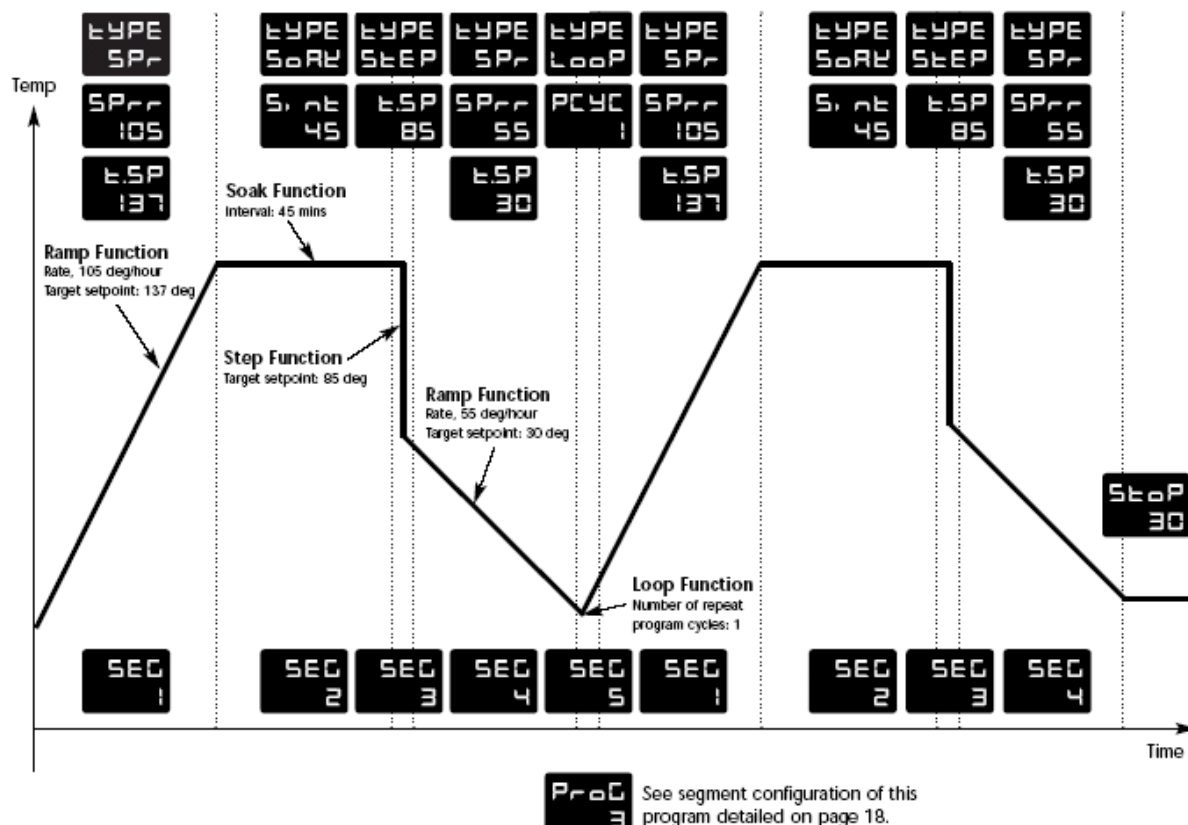 tYPE tYPE tYPE tYPE tYPE tYPE tYPE tYPE tYPE
SPr SoAK StEP SPr LooP SPr SoAK StEP SPr
Temp
SPrr S, nt t.SP SPrr PCYC SPrr S, nt t.SP SPrr
105 45 85 55 1 105 45 85 55
t.SP t.SP t.SP t.SP
137 30 137 30
Soak Function
Interval: 45 mins
Ramp Function
Rate, 105 deg/hour
Target setpoint: 137 deg
Step Function
Target setpoint: 85 deg
Ramp Function
Rate, 55 deg/hour
Target setpoint: 30 deg
StoP
30
Loop Function
Number of repeat
program cycles: 1
SEG SEG SEG SEG SEG SEG SEG SEG SEG
1 2 3 4 5 1 2 3 4
Time
ProG
3
See segment configuration of this
program detailed on page 18.